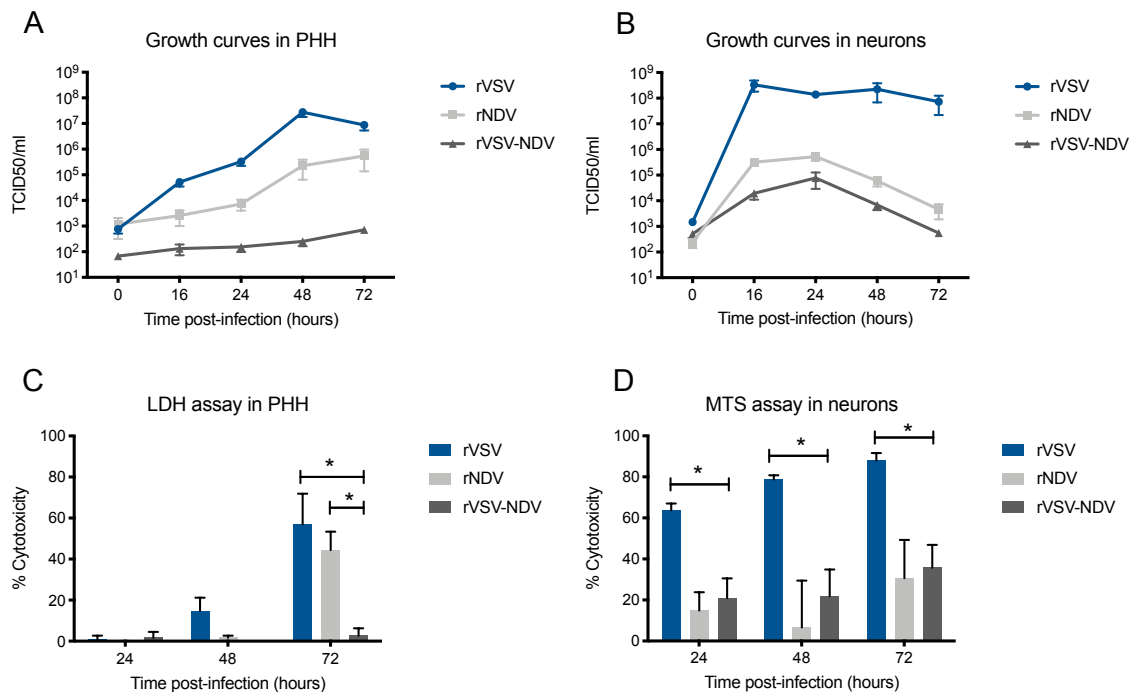 A
Growth curves in PHH
10⁹
10⁸
10⁷
10⁶
10⁵
10⁴
10³
10²
10¹
TCID50/ml
0 16 24 48 72
Time post-infection (hours)
rVSV
rNDV
rVSV-NDV
B
Growth curves in neurons
10⁹
10⁸
10⁷
10⁶
10⁵
10⁴
10³
10²
10¹
TCID50/ml
0 16 24 48 72
Time post-infection (hours)
rVSV
rNDV
rVSV-NDV
C
LDH assay in PHH
100
80
60
40
20
0
% Cytotoxicity
* 
*
24 48 72
Time post-infection (hours)
rVSV
rNDV
rVSV-NDV
D
MTS assay in neurons
100
80
60
40
20
0
% Cytotoxicity
* * *
24 48 72
Time post-infection (hours)
rVSV
rNDV
rVSV-NDV